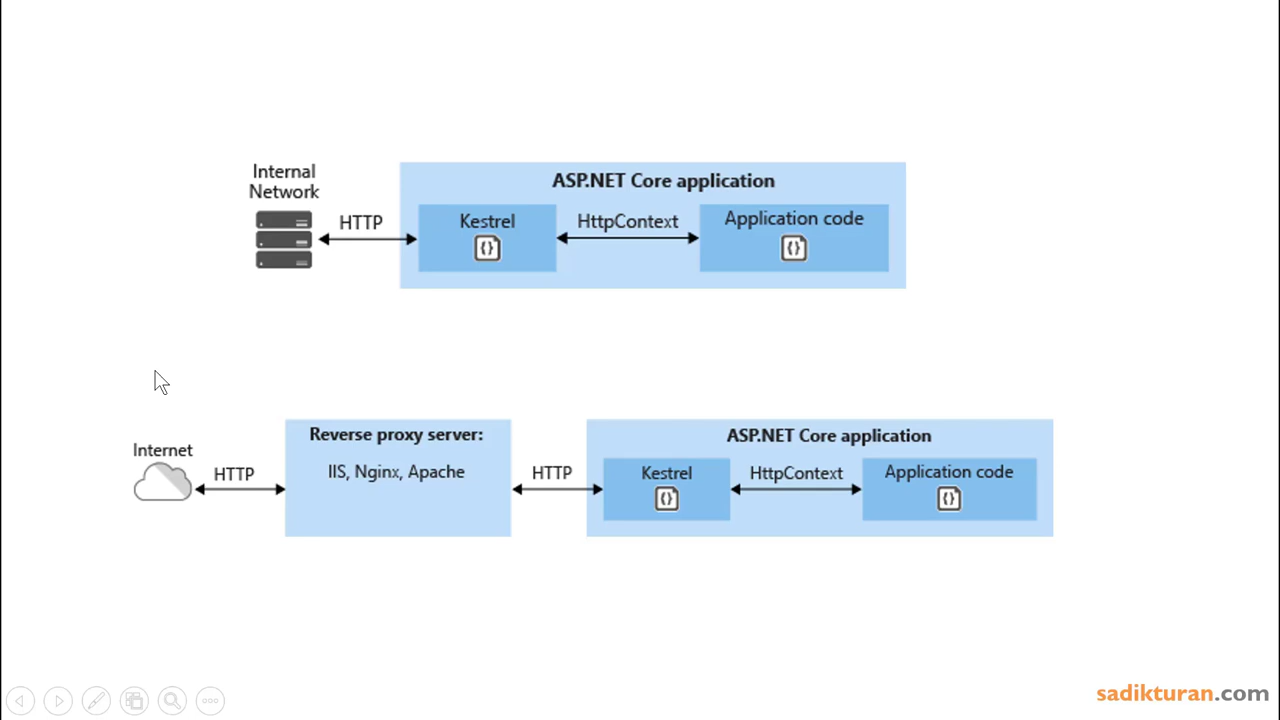 Internal
Network
HTTP
ASP.NET Core application
Kestrel
{}
HttpContext
Application code
{}
Internet
HTTP
Reverse proxy server:
IIS, Nginx, Apache
HTTP
ASP.NET Core application
Kestrel
{}
HttpContext
Application code
{}
sadikturan.com